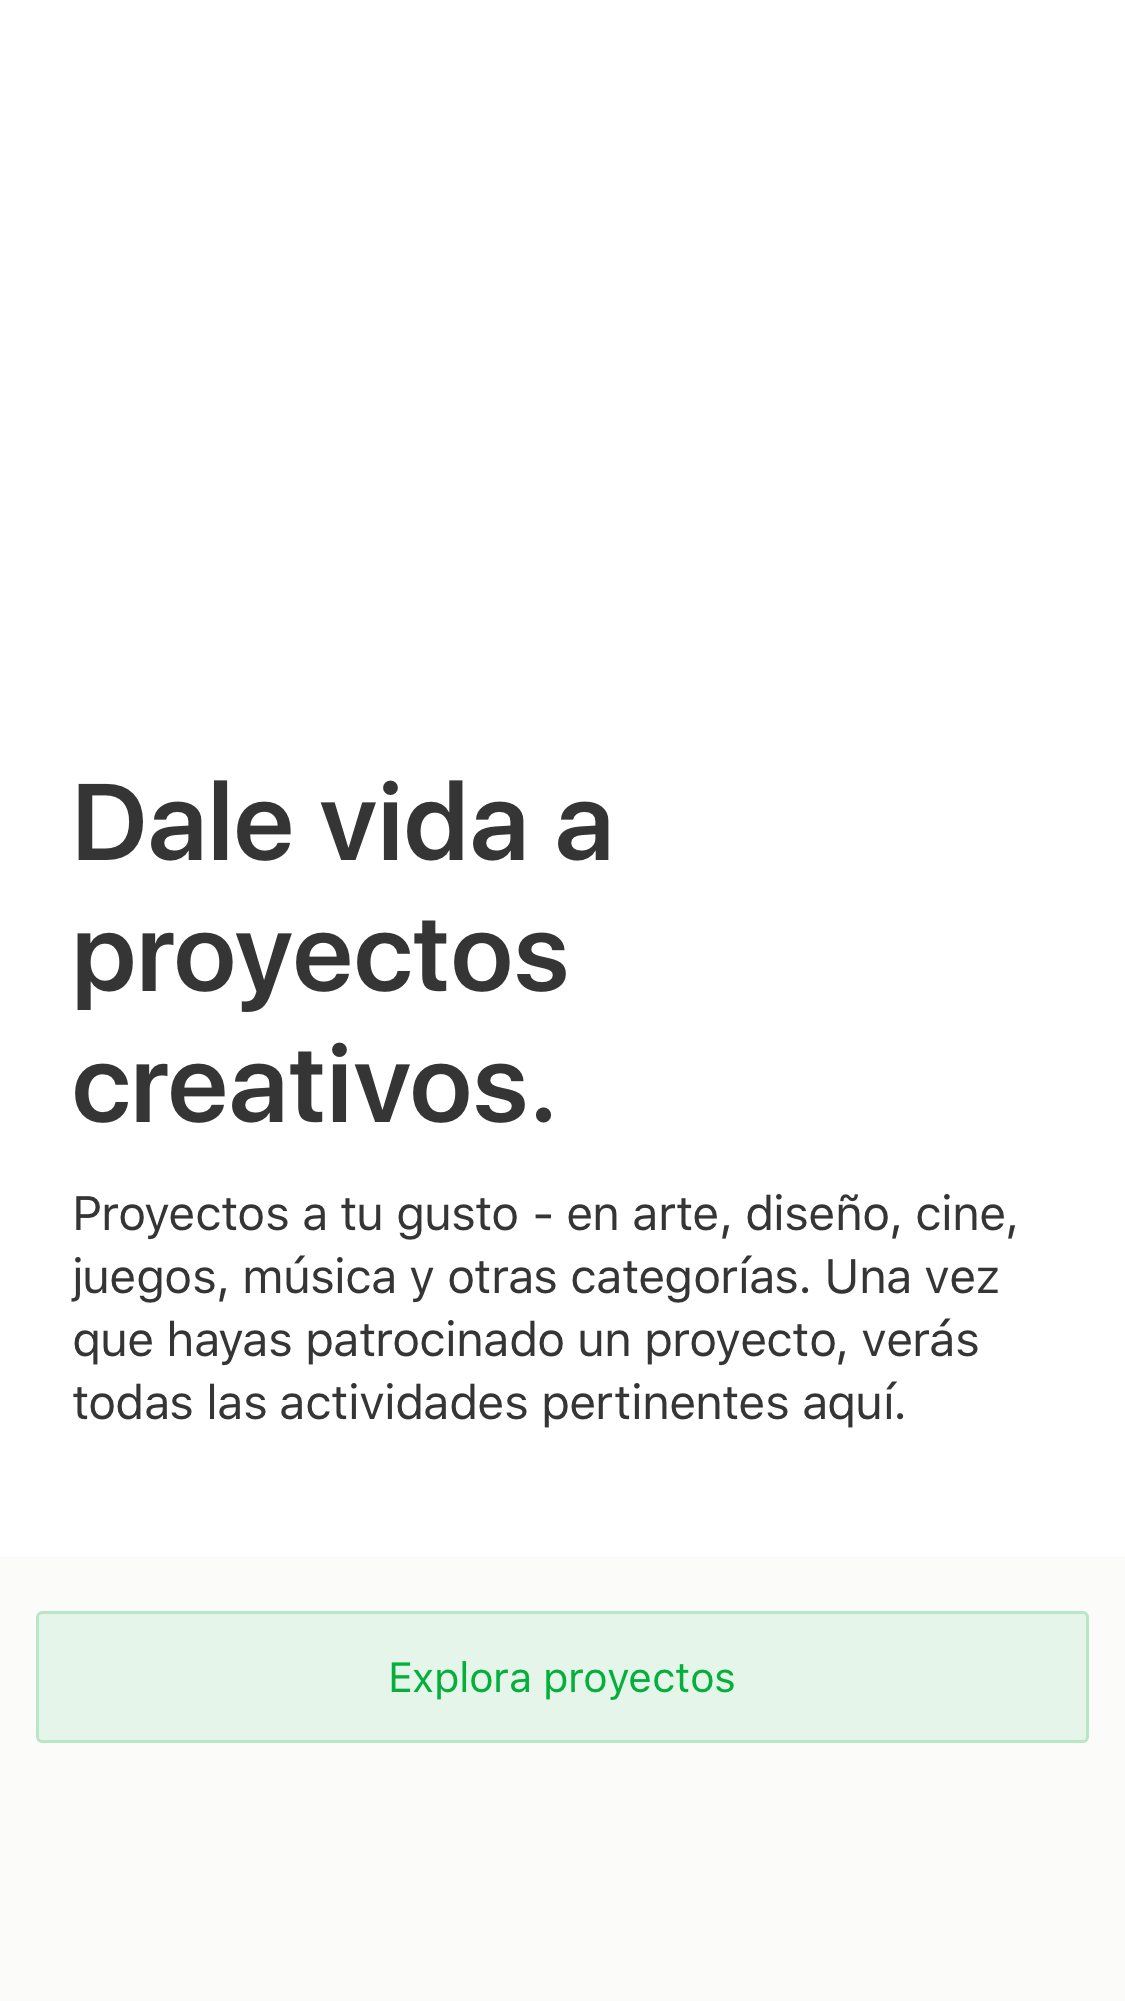 Dale vida a
proyectos
creativos.
Proyectos a tu gusto - en arte, diseño, cine,
juegos, música y otras categorías. Una vez
que hayas patrocinado un proyecto, verás
todas las actividades pertinentes aquí.
Explora proyectos